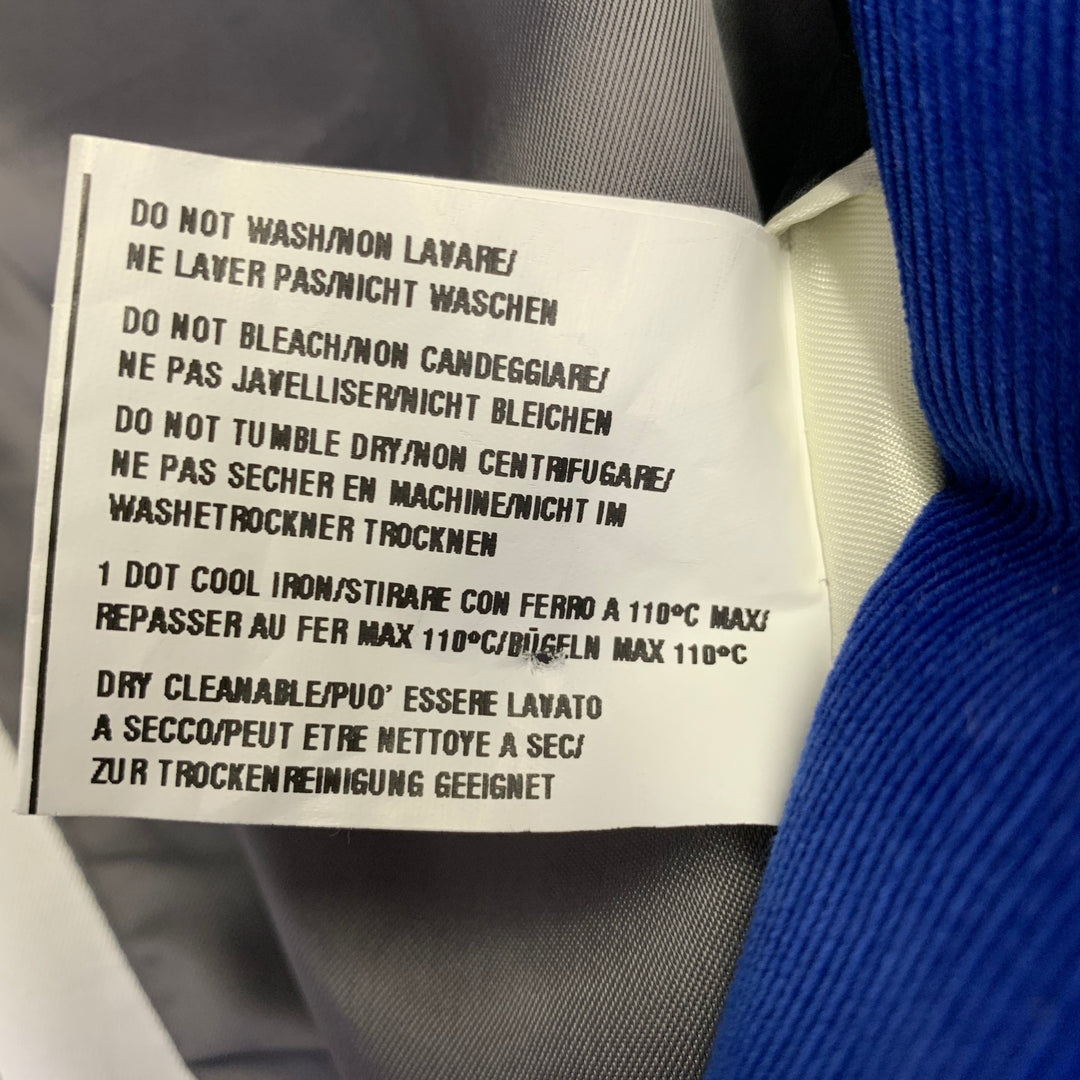 DO NOT WASH/NON LAVARE/
NE LAVER PAS/NICHT WASCHEN
DO NOT BLEACH/NON CANDEGGIARE/
NE PAS JAVELLISER/NICHT BLEICHEN
DO NOT TUMBLE DRY/NON CENTRIFUGARE/
NE PAS SECHER EN MACHINE/NICHT IM
WASHETROCKNER TROCKNEN
1 DOT COOL IRON/STIRARE CON FERRO A 110°C MAX/
REPASSER AU FER MAX 110°C/BÜGELN MAX 110°C
DRY CLEANABLE/PUO' ESSERE LAVATO
A SECCO/PEUT ETRE NETTOYE A SEC/
ZUR TROCKENREINIGUNG GEEIGNET